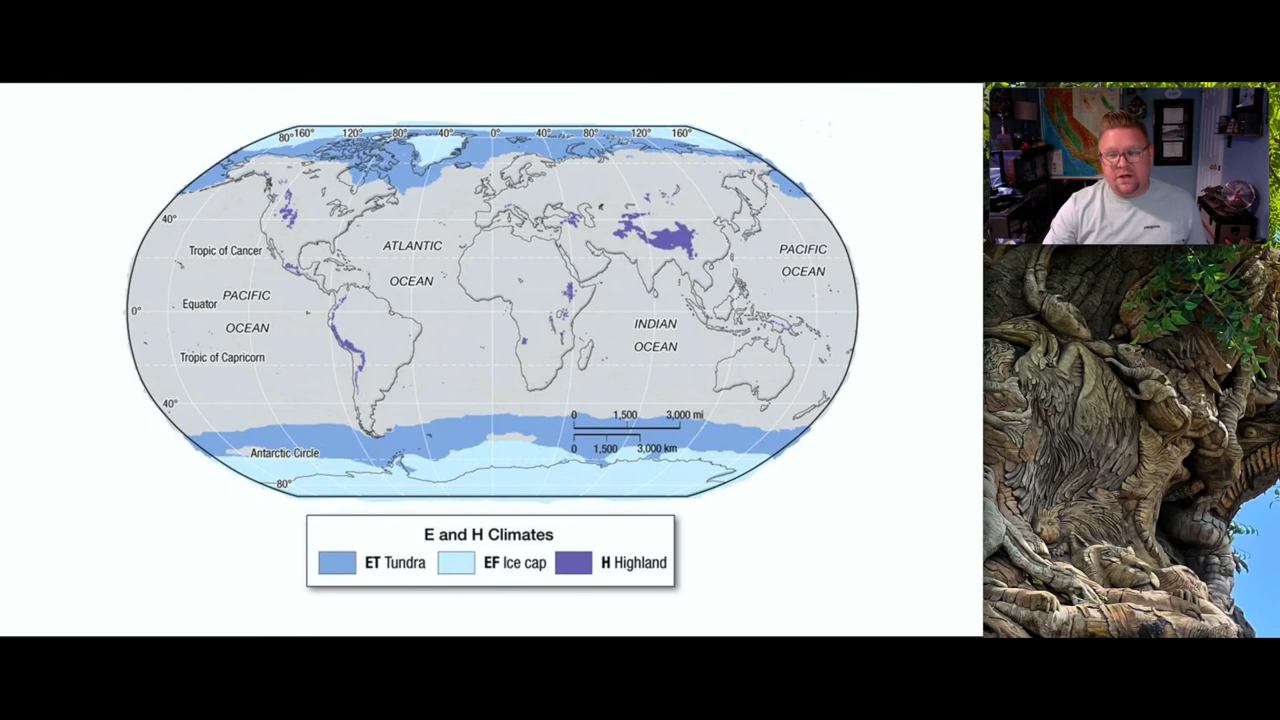 80° 160° 120° 80° 40° 0° 40° 80° 120° 160°
40°
Tropic of Cancer
ATLANTIC
OCEAN
PACIFIC
OCEAN
Equator
PACIFIC
OCEAN
0°
INDIAN
OCEAN
Tropic of Capricorn
40°
0 1,500 3,000 mi
0 1,500 3,000 km
Antarctic Circle
80°
E and H Climates
ET Tundra EF Ice cap H Highland